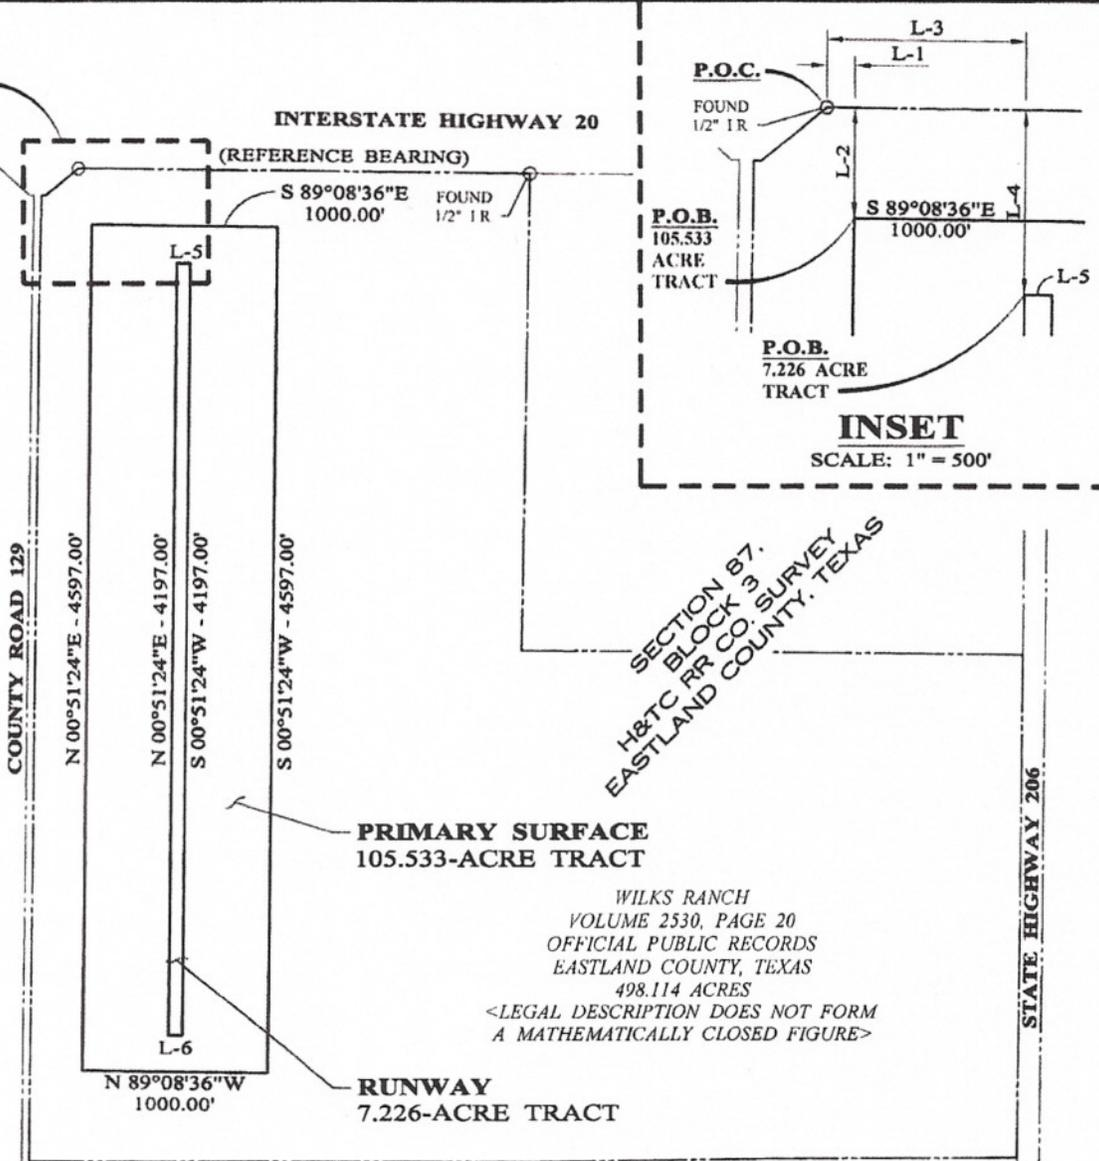 INTERSTATE HIGHWAY 20
(REFERENCE BEARING)
S 89°08'36"E
1000.00'
FOUND
1/2" I R
L-5
COUNTY ROAD 129
N 00°51'24"E - 4597.00'
N 00°51'24"E - 4197.00'
S 00°51'24"W - 4197.00'
S 00°51'24"W - 4597.00'
L-6
N 89°08'36"W
1000.00'
PRIMARY SURFACE
105.533-ACRE TRACT
RUNWAY
7.226-ACRE TRACT
L-3
L-1
P.O.C.
FOUND
1/2" I R
L-2
L-4
S 89°08'36"E
1000.00'
P.O.B.
105.533
ACRE
TRACT
L-5
P.O.B.
7.226 ACRE
TRACT
INSET
SCALE: 1" = 500'
SECTION 87,
BLOCK 3
H&TC RR CO. SURVEY
EASTLAND COUNTY, TEXAS
WILKS RANCH
VOLUME 2530, PAGE 20
OFFICIAL PUBLIC RECORDS
EASTLAND COUNTY, TEXAS
498.114 ACRES
<LEGAL DESCRIPTION DOES NOT FORM
A MATHEMATICALLY CLOSED FIGURE>
STATE HIGHWAY 206